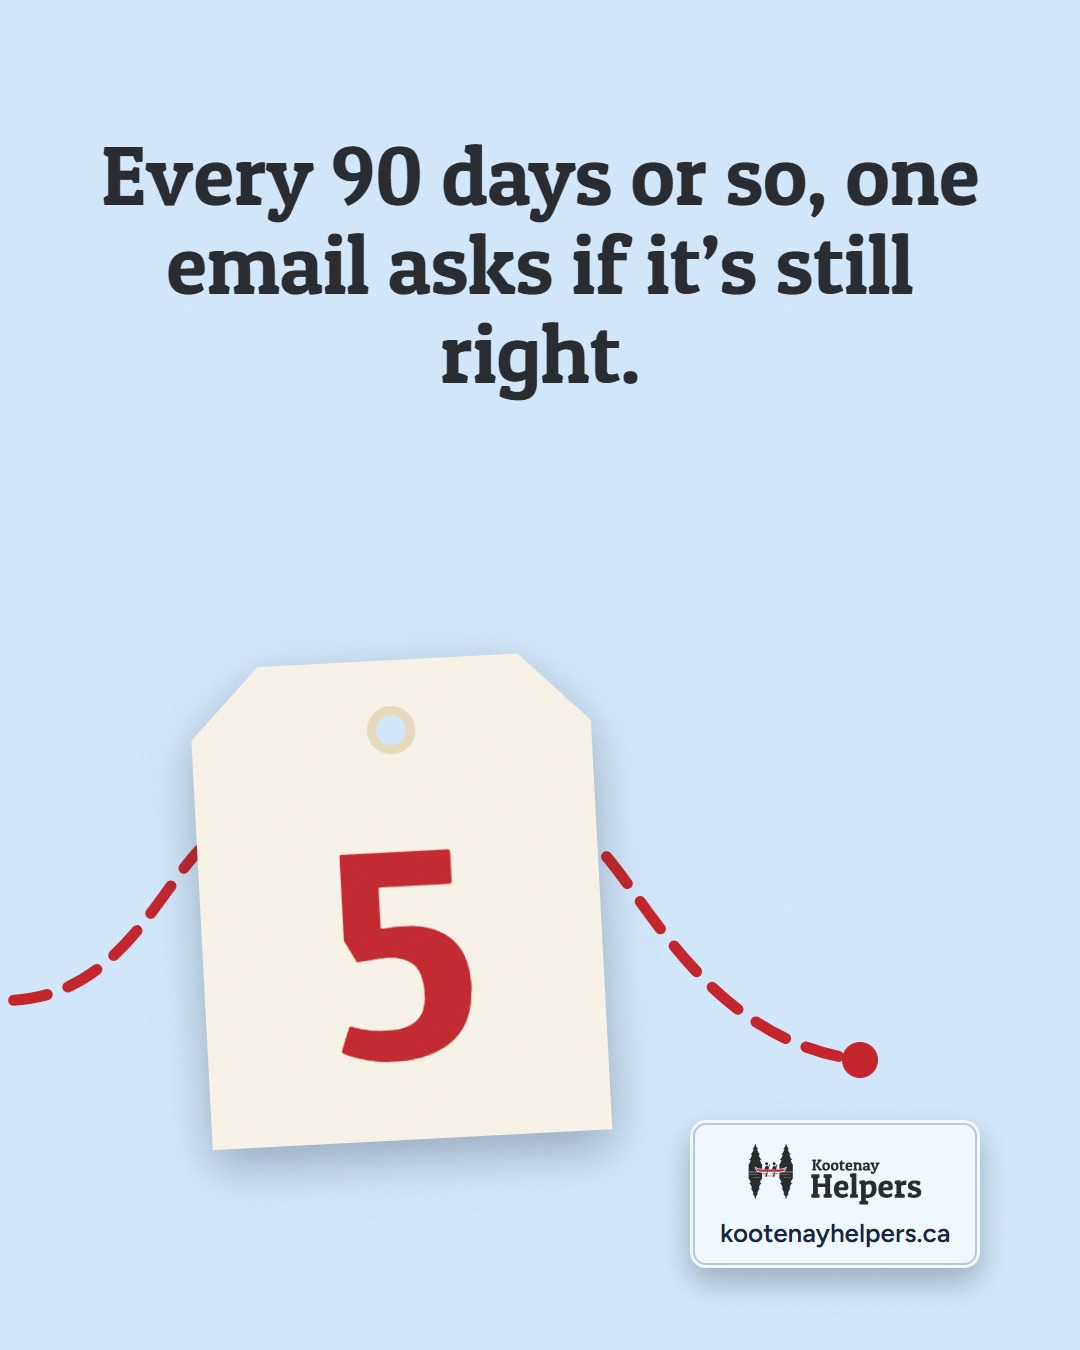 Every 90 days or so, one
email asks if it’s still
right.
5
Kootenay
Helpers
kootenayhelpers.ca